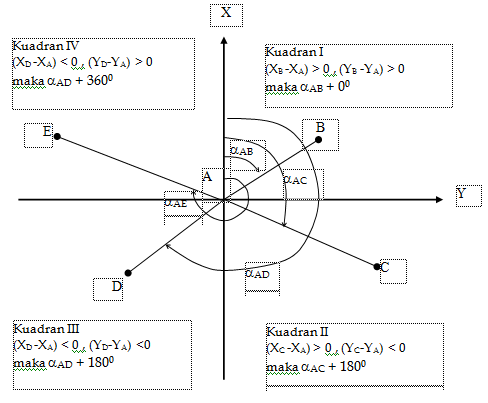 X
Kuadran IV
(XD-XA) < 0 , (YD-YA) > 0
maka αAD + 360⁰
Kuadran I
(XB-XA) > 0 , (YB -YA) > 0
maka αAB + 0⁰
E
B
αAB
A
αAC
αAE
Y
D
αAD
C
Kuadran III
(XD-XA) < 0 , (YD-YA) <0
maka αAD + 180⁰
Kuadran II
(XC -XA) > 0 , (YC-YA) < 0
maka αAC + 180⁰